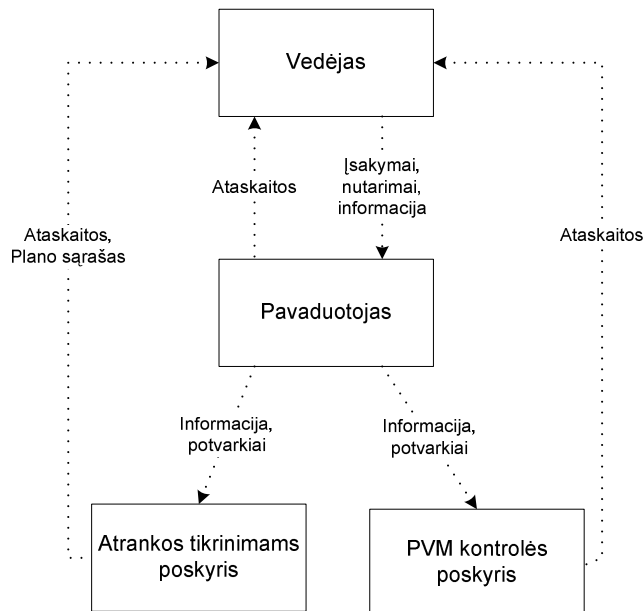 Vedėjas
Ataskaitos
Įsakymai,
nutarimai,
informacija
Ataskaitos,
Plano sąrašas
Ataskaitos
Pavaduotojas
Informacija,
potvarkiai
Informacija,
potvarkiai
Atrankos tikrinimams
poskyris
PVM kontrolės
poskyris